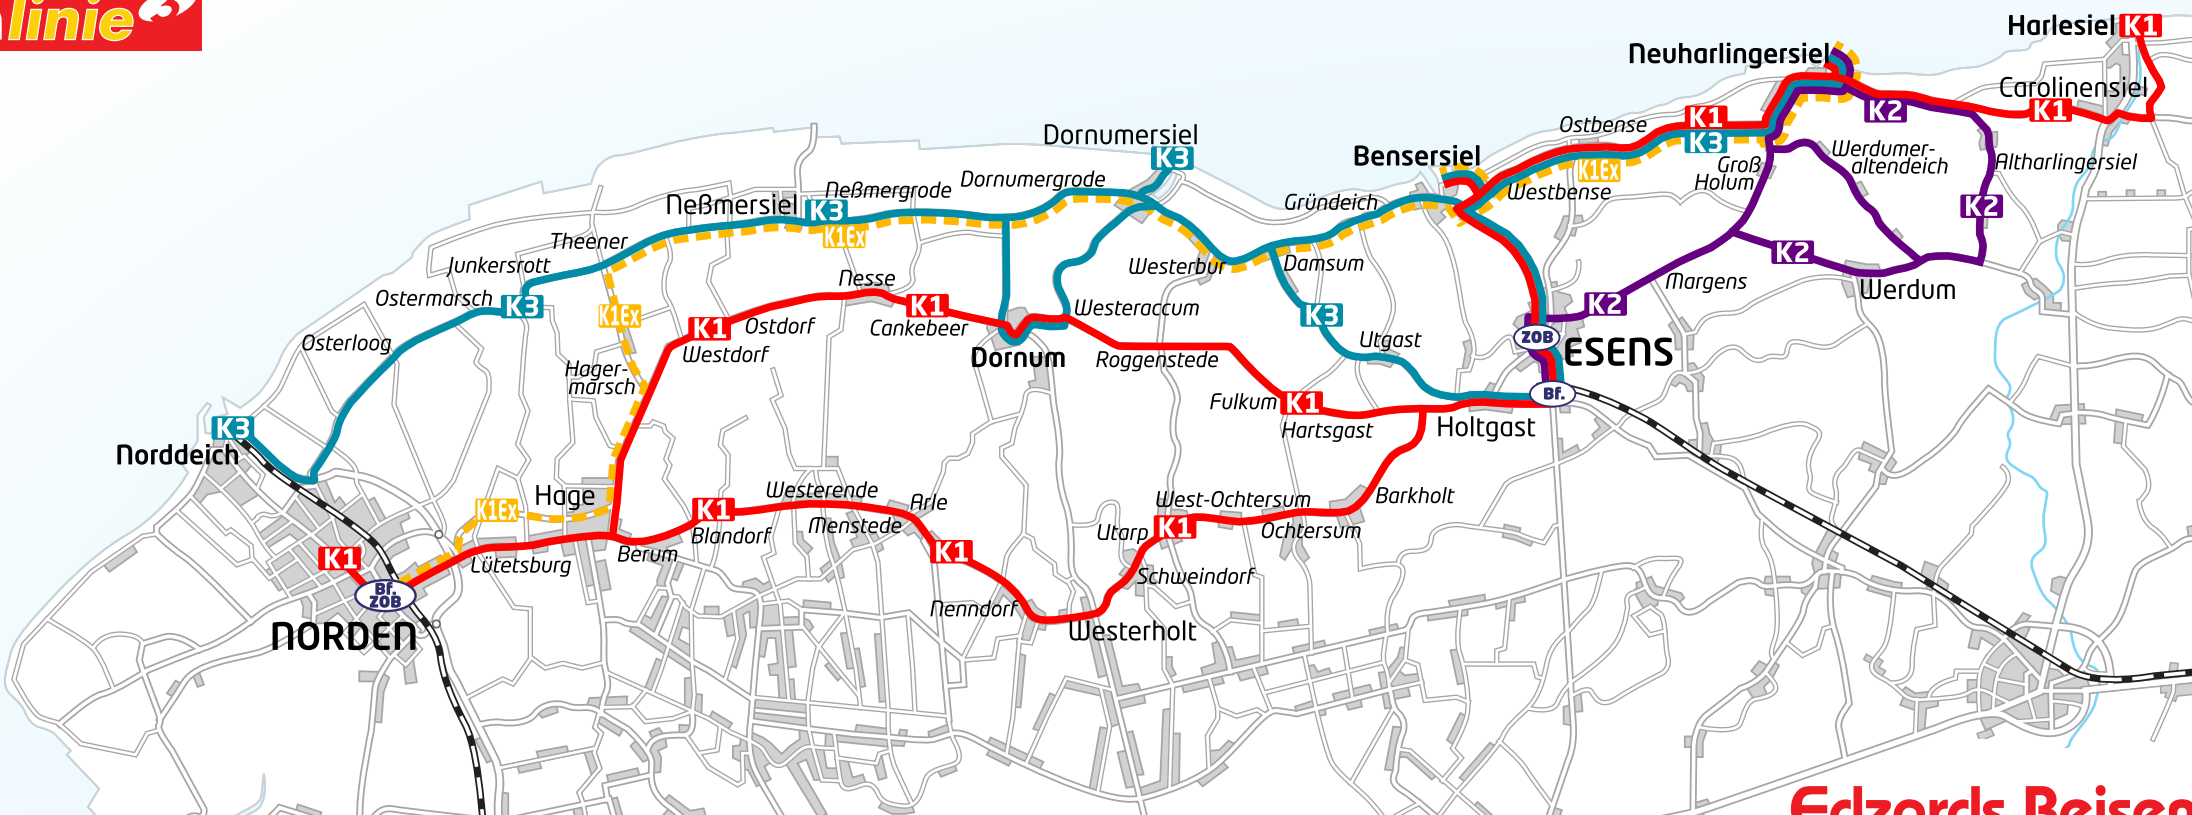 linie
Harlesiel K1
Neuharlingersiel
Carolinensiel
K1
K2
K1
K3
Ostbense
K1Ex
Westbense
Groß
Holum
Werdumer-
altendeich
Altharlingersiel
K2
K2
Werdum
Margens
K2
Dornumersiel
K3
Bensersiel
Gründeich
Neßmersiel K3
Neßmergrode
Dornumergrode
K1Ex
Theener
Junkersrott
Ostermarsch K3
Osterloog
K1Ex
Hager-
marsch
Nesse
K1
Ostdorf
Westdorf
K1
Cankebeer
Dornum
Westerbur
Westeraccum
Roggenstede
Damsum
K3
Utgast
ZOB
ESENS
Bf.
Fulkum K1
Hartsgast
Holtgast
K3
Norddeich
Hage
K1Ex
K1
Bf.
ZOB
NORDEN
Lütetsburg
Berum
K1
Blandorf
Westerende
Menstede
Arle
K1
Nenndorf
Westerholt
Schweindorf
Utarp K1
West-Ochtersum
Ochtersum
Barkholt
Edzards Reisen